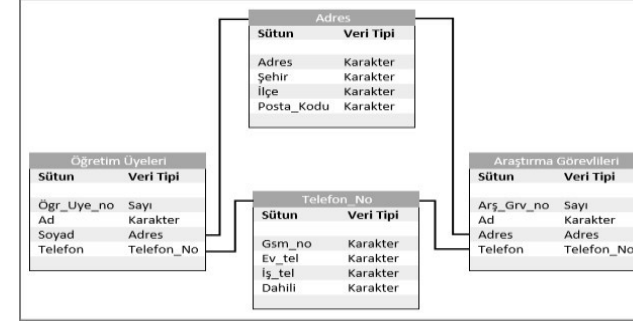 Adres
Sütun Veri Tipi
Adres Karakter
Şehir Karakter
İlçe Karakter
Posta_Kodu Karakter
Öğretim Üyeleri
Sütun Veri Tipi
Ögr_Uye_no Sayı
Ad Karakter
Soyad Adres
Telefon Telefon_No
Telefon_No
Sütun Veri Tipi
Gsm_no Karakter
Ev_tel Karakter
İş_tel Karakter
Dahili Karakter
Araştırma Görevlileri
Sütun Veri Tipi
Arş_Grv_no Sayı
Ad Karakter
Adres Adres
Telefon Telefon_No